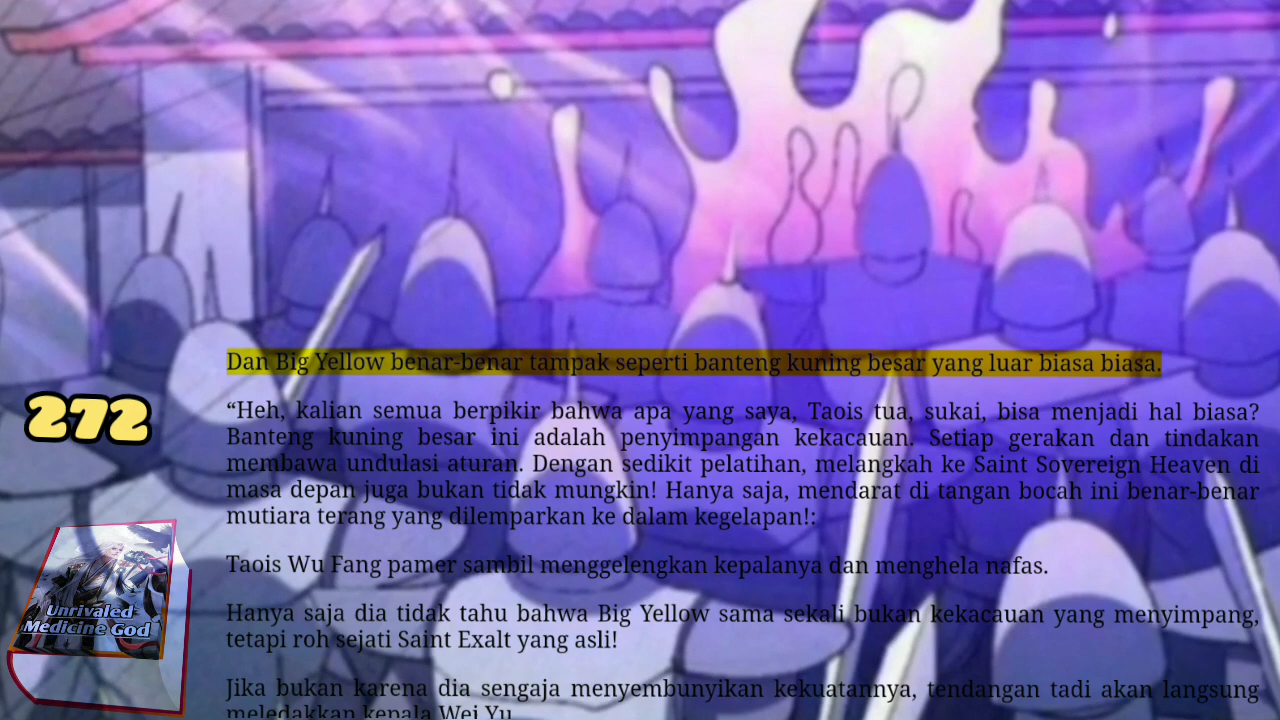 Dan Big Yellow benar-benar tampak seperti banteng kuning besar yang luar biasa biasa.
“Heh, kalian semua berpikir bahwa apa yang saya, Taois tua, sukai, bisa menjadi hal biasa?
Banteng kuning besar ini adalah penyimpangan kekacauan. Setiap gerakan dan tindakan
membawa undulasi aturan. Dengan sedikit pelatihan, melangkah ke Saint Sovereign Heaven di
masa depan juga bukan tidak mungkin! Hanya saja, mendarat di tangan bocah ini benar-benar
mutiara terang yang dilemparkan ke dalam kegelapan!:
Taois Wu Fang pamer sambil menggelengkan kepalanya dan menghela nafas.
Hanya saja dia tidak tahu bahwa Big Yellow sama sekali bukan kekacauan yang menyimpang,
tetapi roh sejati Saint Exalt yang asli!
Jika bukan karena dia sengaja menyembunyikan kekuatannya, tendangan tadi akan langsung
meledakkan kepala Wei Yu.
272
Unrivaled
Medicine God